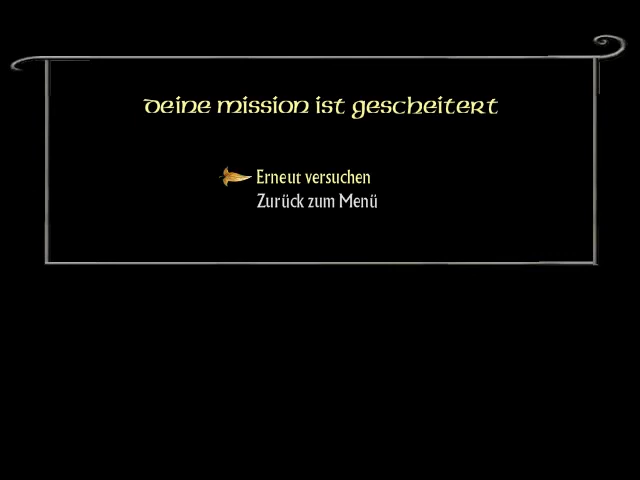 Deine Mission ist gescheitert
Erneut versuchen
Zurück zum Menü